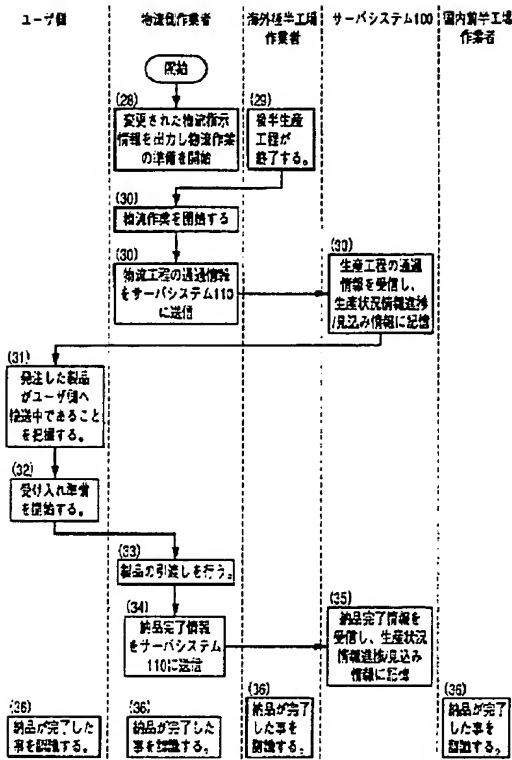 ユーザ側
物流側作業者
海外後半工場
作業者
サーバシステム100
国内前半工場
作業者
開始
(28)
変更された物流指示
情報を出力し物流作業
の準備を開始
(29)
後半生産
工程が
終了する。
(30)
物流作業を開始する
(30)
物流工程の通過情報
をサーバシステム110
に送信
(30)
生産工程の通過
情報を受信し、
生産状況情報進捗
/見込み情報に記憶
(31)
発注した製品
がユーザ側へ
輸送中であること
を把握する。
(32)
受け入れ準備
を開始する。
(33)
製品の引渡しを行う。
(34)
納品完了情報
をサーバシステム
110に送信
(35)
納品完了情報を
受信し、生産状況
情報進捗/見込み
情報に記憶
(36)
納品が完了した
事を認識する。
(36)
納品が完了した
事を認識する。
(36)
納品が完了
した事を
認識する。
(36)
納品が完了
した事を
認識する。